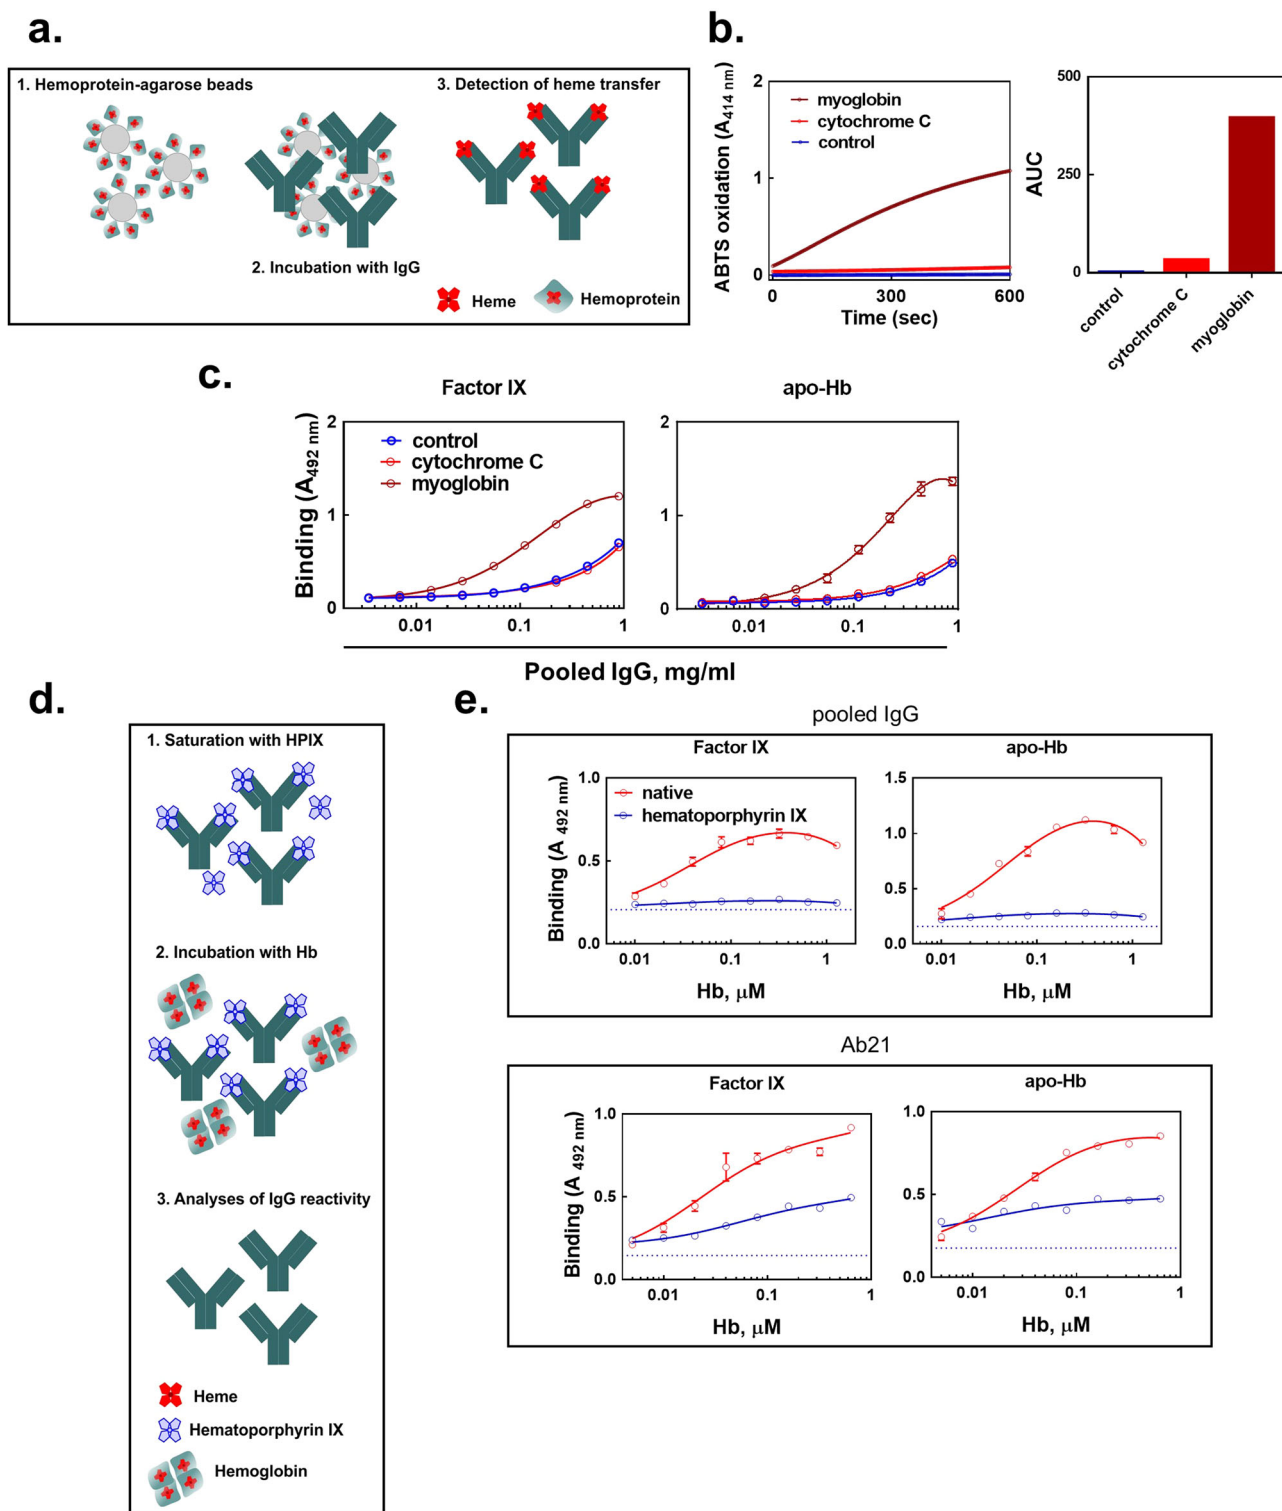 a.
1. Hemoprotein-agarose beads
3. Detection of heme transfer
2. Incubation with IgG
Heme
Hemoprotein
b.
ABTS oxidation (A414 nm)
2
1
0
myoglobin
cytochrome C
control
0
300
600
Time (sec)
AUC
500
250
0
control
cytochrome C
myoglobin
c.
Factor IX
apo-Hb
Binding (A492 nm)
2
1
0
control
cytochrome C
myoglobin
0.01
0.1
1
2
1
0
0.01
0.1
1
Pooled IgG, mg/ml
d.
1. Saturation with HPIX
2. Incubation with Hb
3. Analyses of IgG reactivity
Heme
Hematoporphyrin IX
Hemoglobin
e.
pooled IgG
Factor IX
apo-Hb
Binding (A 492 nm)
1.0
0.5
0.0
native
hematoporphyrin IX
0.01
0.1
1
Hb, µM
1.5
1.0
0.5
0.0
0.01
0.1
1
Hb, µM
Ab21
Factor IX
apo-Hb
Binding (A 492 nm)
1.0
0.5
0.0
0.01
0.1
1
Hb, µM
1.0
0.5
0.0
0.01
0.1
1
Hb, µM